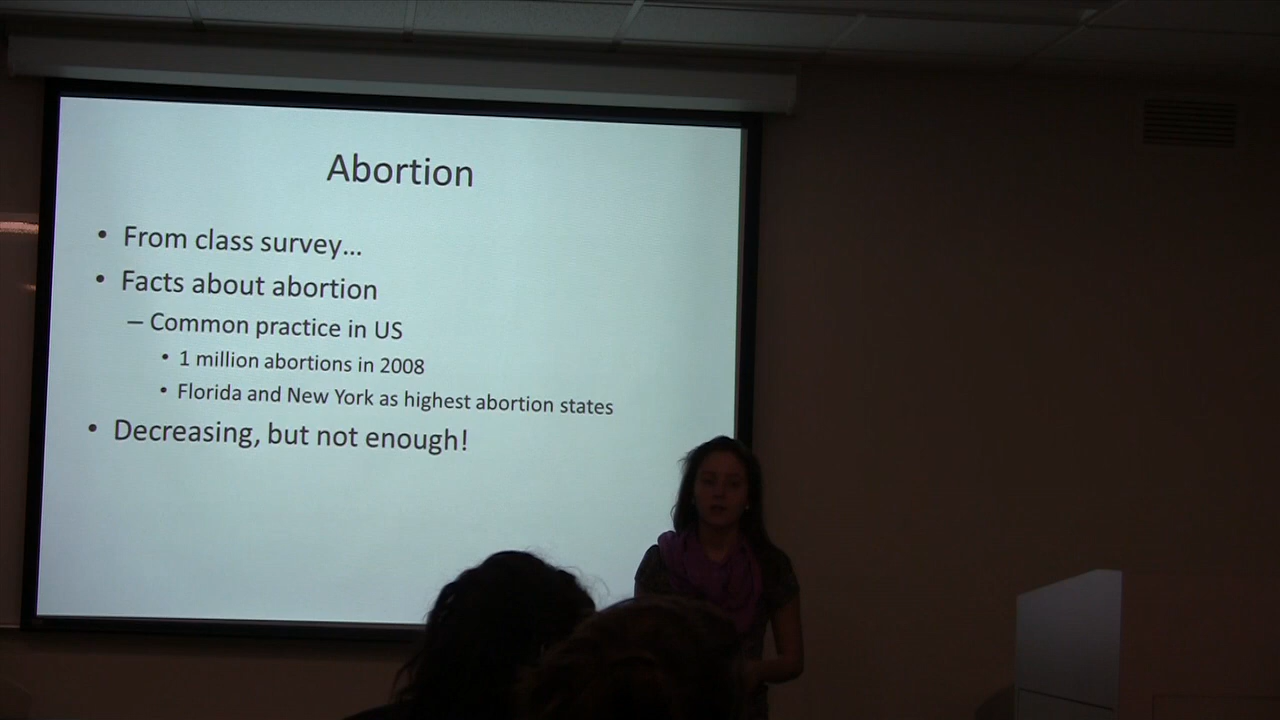 Abortion
• From class survey...
• Facts about abortion
– Common practice in US
• 1 million abortions in 2008
• Florida and New York as highest abortion states
• Decreasing, but not enough!